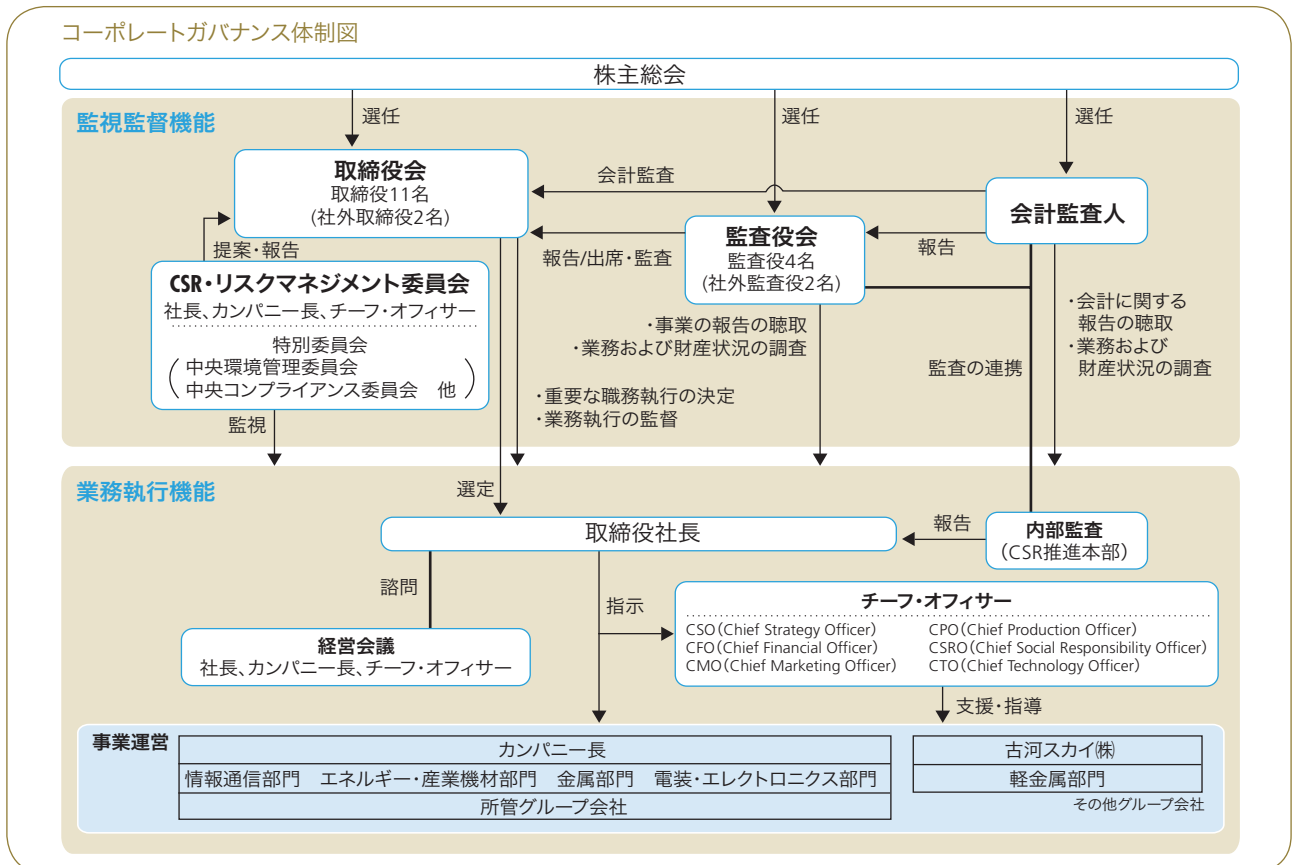 コーポレートガバナンス体制図
株主総会
監視監督機能
選任
選任
選任
取締役会
取締役11名
(社外取締役2名)
会計監査
会計監査人
提案・報告
報告/出席・監査
監査役会
監査役4名
(社外監査役2名)
報告
CSR・リスクマネジメント委員会
社長、カンパニー長、チーフ・オフィサー
特別委員会
中央環境管理委員会
中央コンプライアンス委員会 他
監視
・事業の報告の聴取
・業務および財産状況の調査
・重要な職務執行の決定
・業務執行の監督
監査の連携
・会計に関する
報告の聴取
・業務および
財産状況の調査
業務執行機能
選定
取締役社長
報告
内部監査
(CSR推進本部)
諮問
指示
経営会議
社長、カンパニー長、チーフ・オフィサー
チーフ・オフィサー
CSO(Chief Strategy Officer)
CFO(Chief Financial Officer)
CMO(Chief Marketing Officer)
CPO(Chief Production Officer)
CSRO(Chief Social Responsibility Officer)
CTO(Chief Technology Officer)
支援・指導
事業運営
カンパニー長
情報通信部門 エネルギー・産業機材部門 金属部門 電装・エレクトロニクス部門
所管グループ会社
古河スカイ㈱
軽金属部門
その他グループ会社